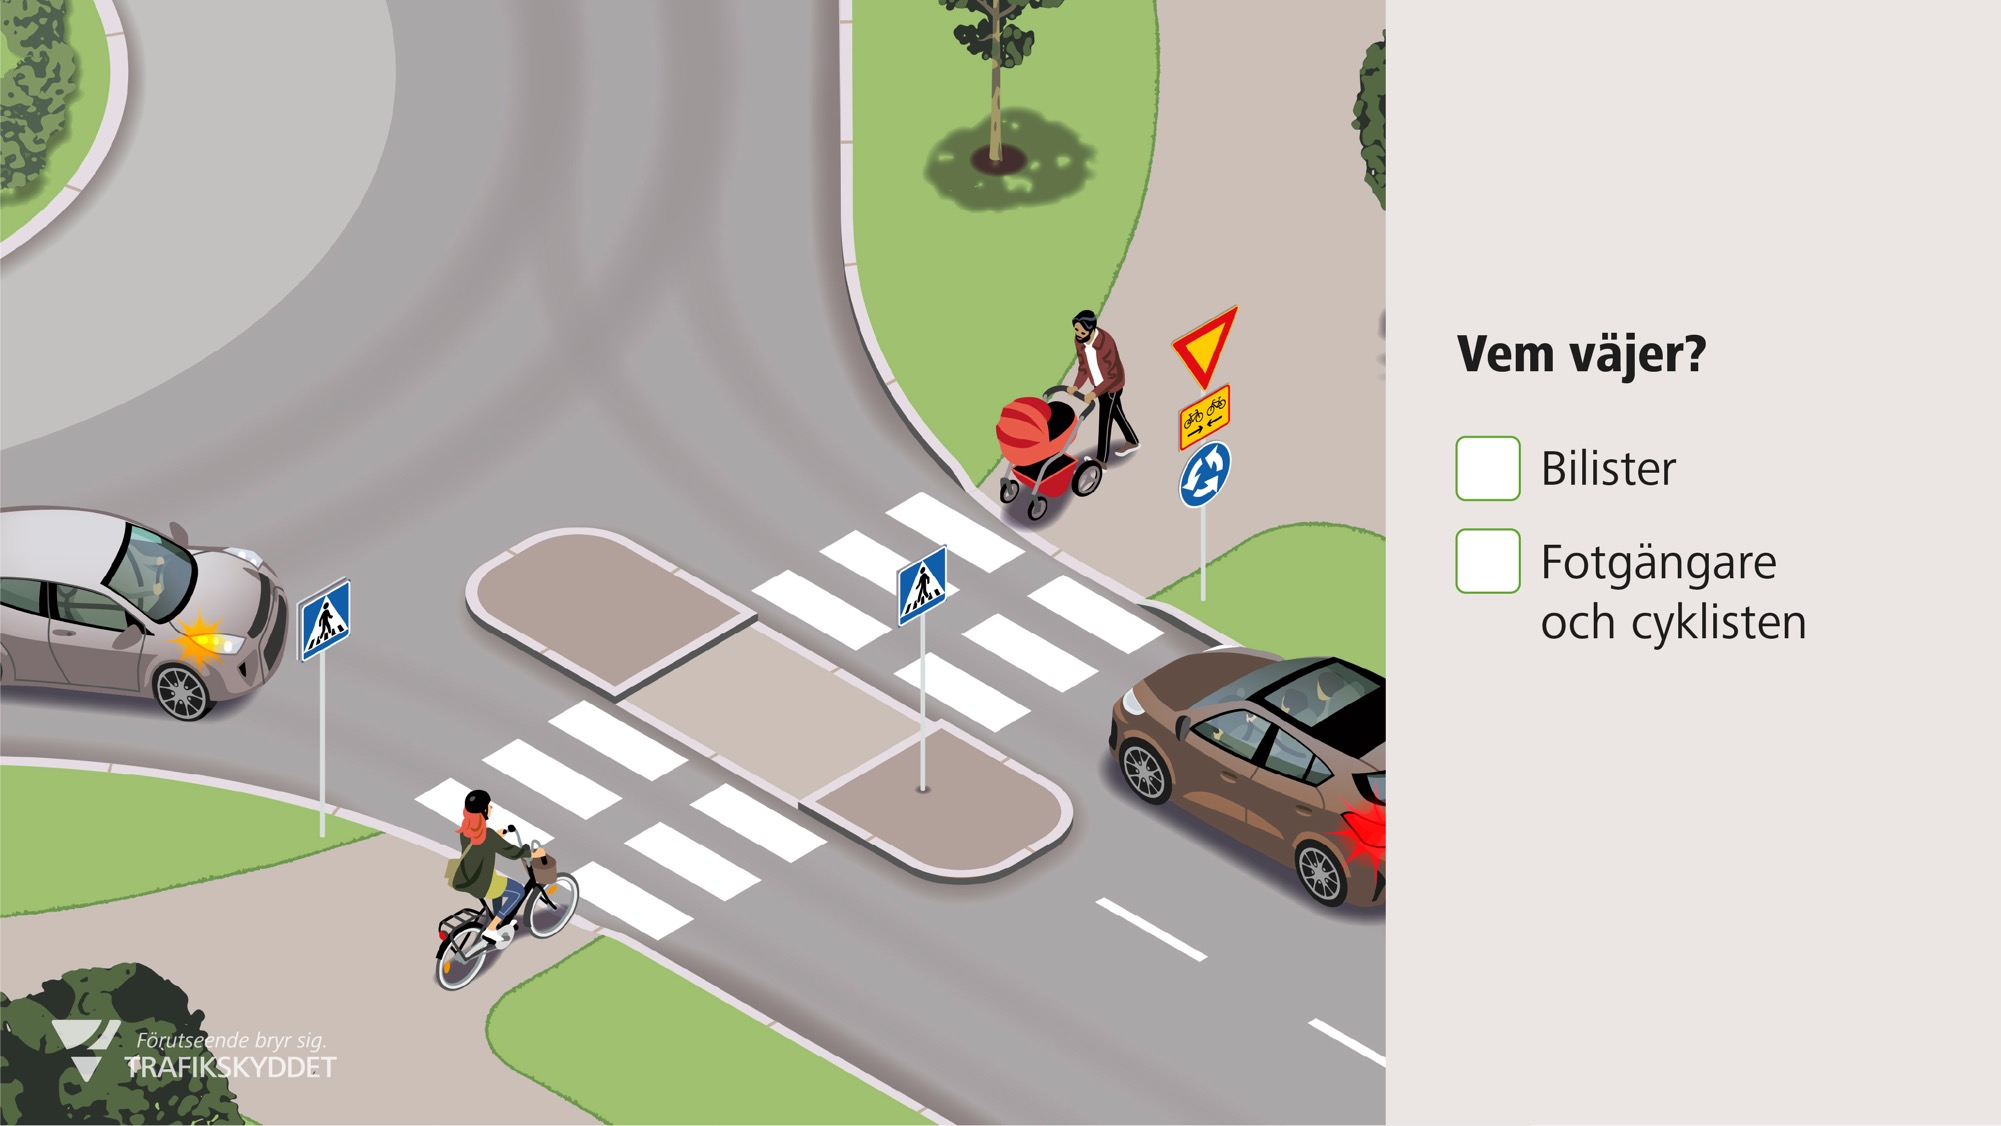 Vem väjer?
Bilister
Fotgängare
och cyklisten
Förutseende bryr sig.
TRAFIKSKYDDET